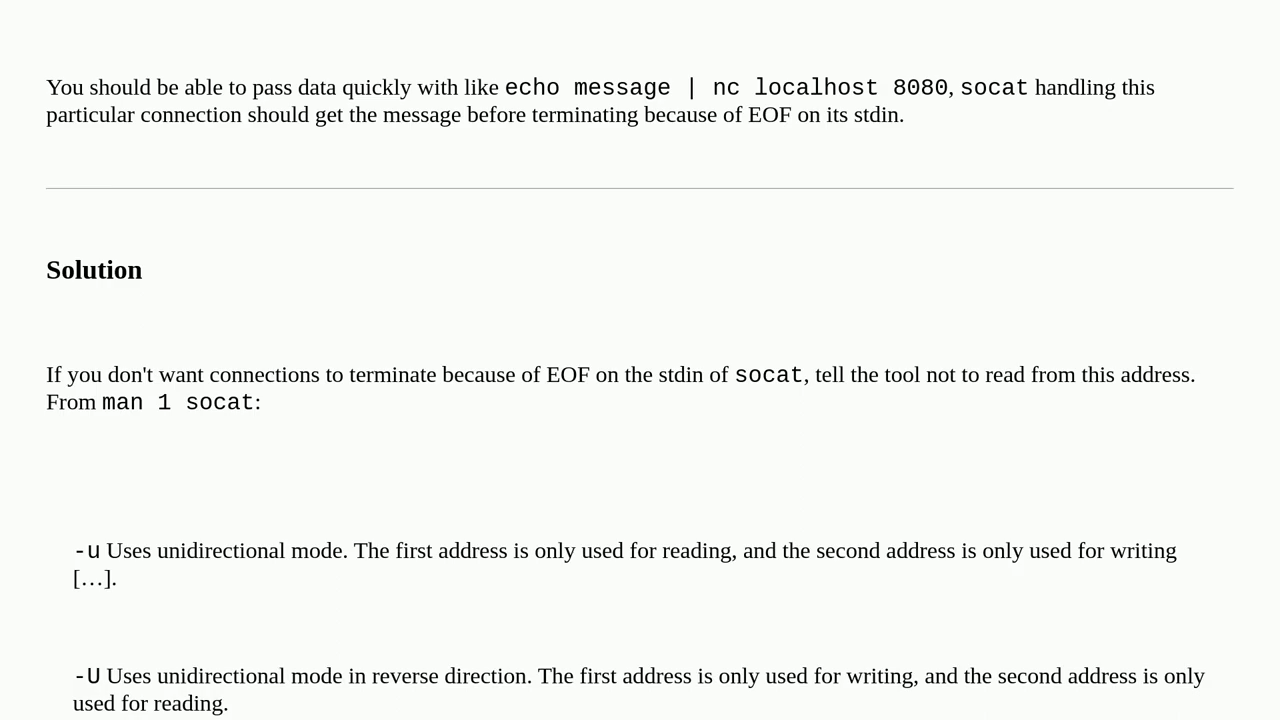 You should be able to pass data quickly with like echo message | nc localhost 8080, socat handling this
particular connection should get the message before terminating because of EOF on its stdin.
Solution
If you don't want connections to terminate because of EOF on the stdin of socat, tell the tool not to read from this address.
From man 1 socat:
-u Uses unidirectional mode. The first address is only used for reading, and the second address is only used for writing
[…].
-U Uses unidirectional mode in reverse direction. The first address is only used for writing, and the second address is only
used for reading.